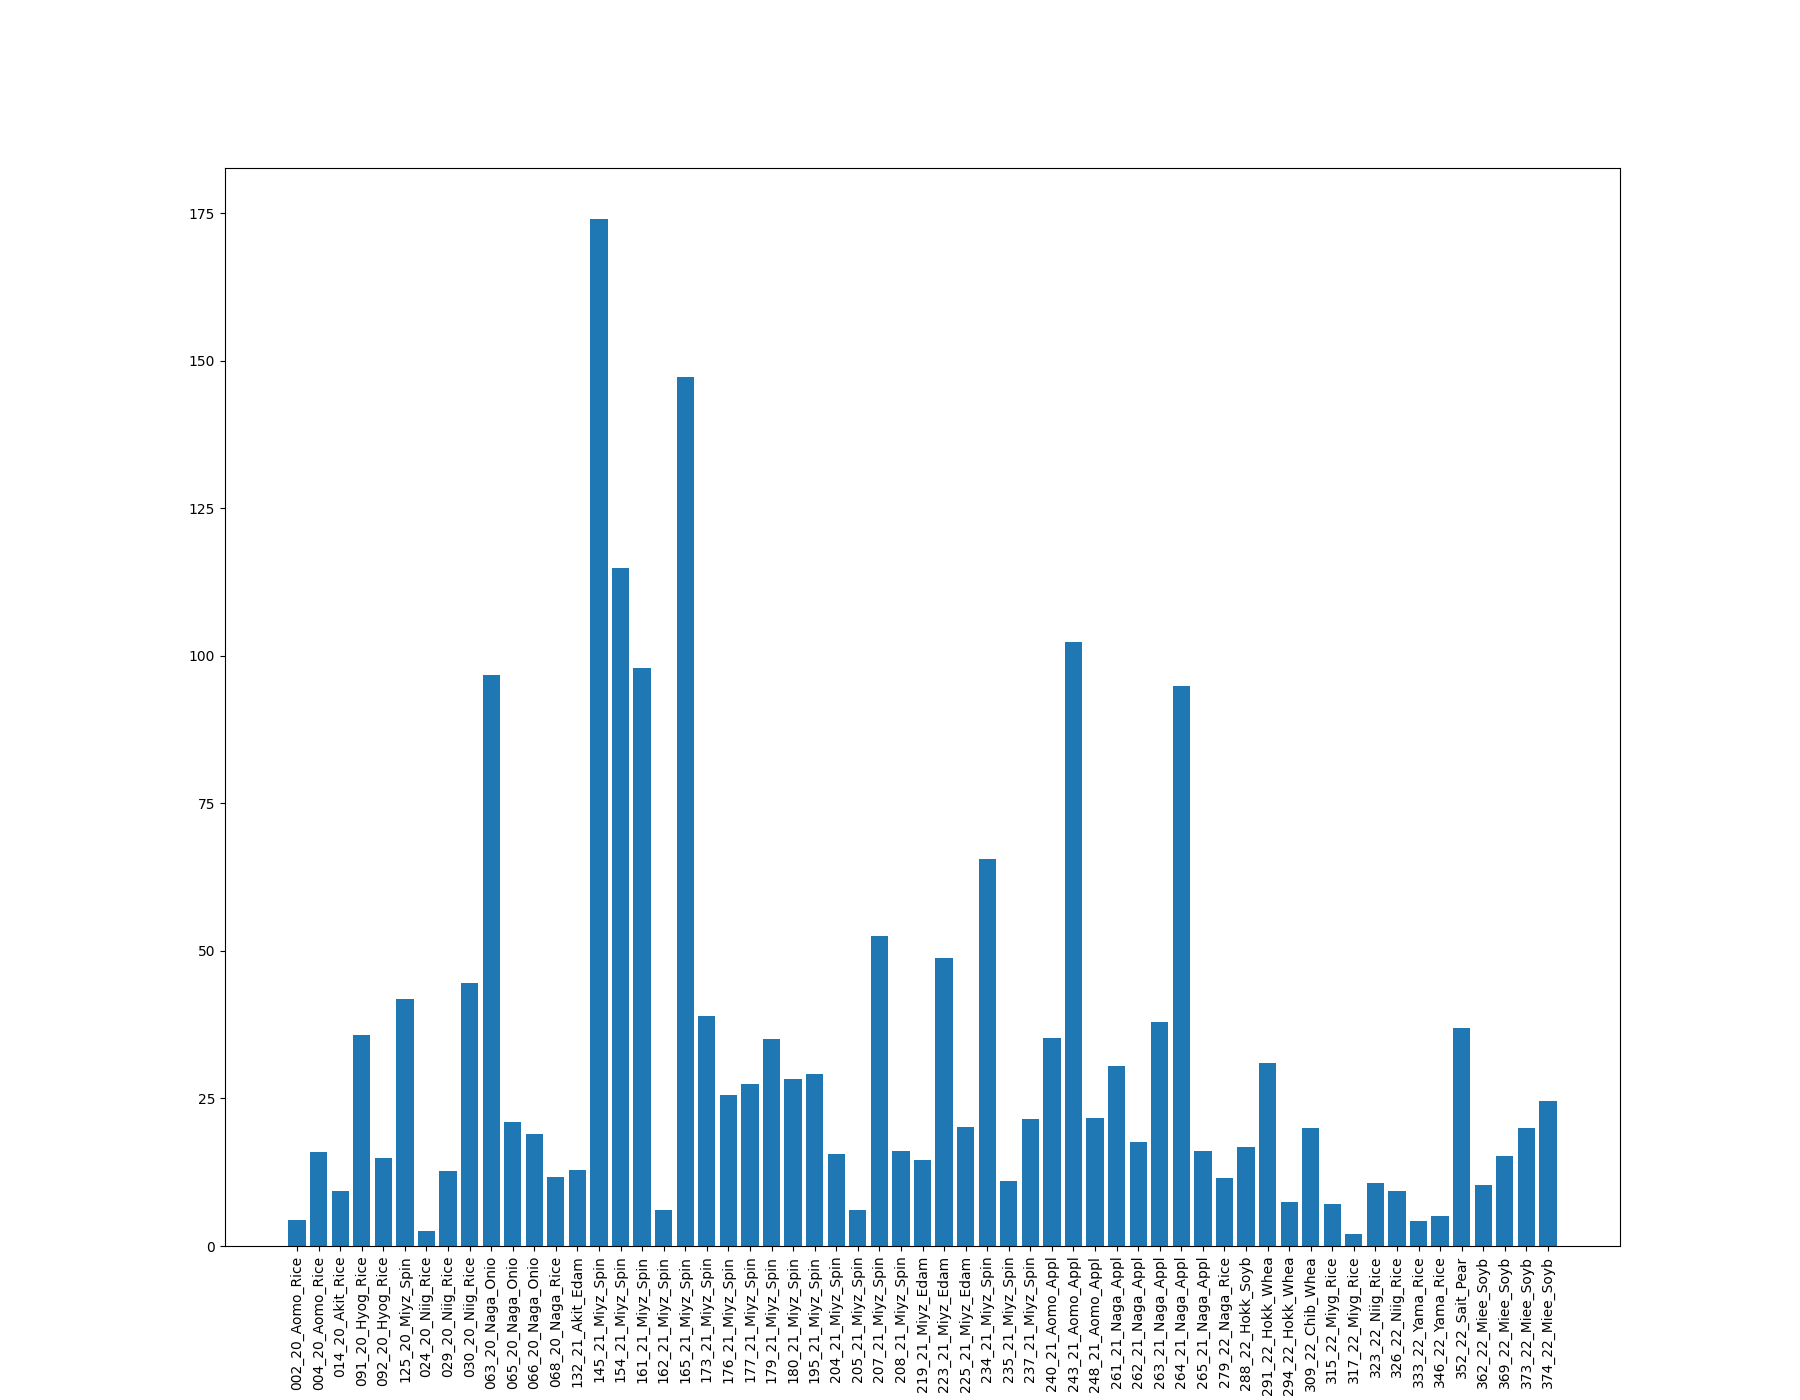 175
150
125
100
75
50
25
0
002_20_Aomo_Rice
004_20_Aomo_Rice
014_20_Akit_Rice
091_20_Hyog_Rice
092_20_Hyog_Rice
125_20_Miyz_Spin
024_20_Niig_Rice
029_20_Niig_Rice
030_20_Niig_Rice
063_20_Naga_Onio
065_20_Naga_Onio
066_20_Naga_Onio
068_20_Naga_Rice
132_21_Akit_Edam
145_21_Miyz_Spin
154_21_Miyz_Spin
161_21_Miyz_Spin
162_21_Miyz_Spin
165_21_Miyz_Spin
173_21_Miyz_Spin
176_21_Miyz_Spin
177_21_Miyz_Spin
179_21_Miyz_Spin
180_21_Miyz_Spin
195_21_Miyz_Spin
204_21_Miyz_Spin
205_21_Miyz_Spin
207_21_Miyz_Spin
208_21_Miyz_Spin
219_21_Miyz_Edam
223_21_Miyz_Edam
225_21_Miyz_Edam
234_21_Miyz_Spin
235_21_Miyz_Spin
237_21_Miyz_Spin
240_21_Aomo_Appl
243_21_Aomo_Appl
248_21_Aomo_Appl
261_21_Naga_Appl
262_21_Naga_Appl
263_21_Naga_Appl
264_21_Naga_Appl
265_21_Naga_Appl
279_22_Naga_Rice
288_22_Hokk_Soyb
291_22_Hokk_Whea
294_22_Hokk_Whea
309_22_Chib_Whea
315_22_Miyg_Rice
317_22_Miyg_Rice
323_22_Niig_Rice
326_22_Niig_Rice
333_22_Yama_Rice
346_22_Yama_Rice
352_22_Sait_Pear
362_22_Miee_Soyb
369_22_Miee_Soyb
373_22_Miee_Soyb
374_22_Miee_Soyb